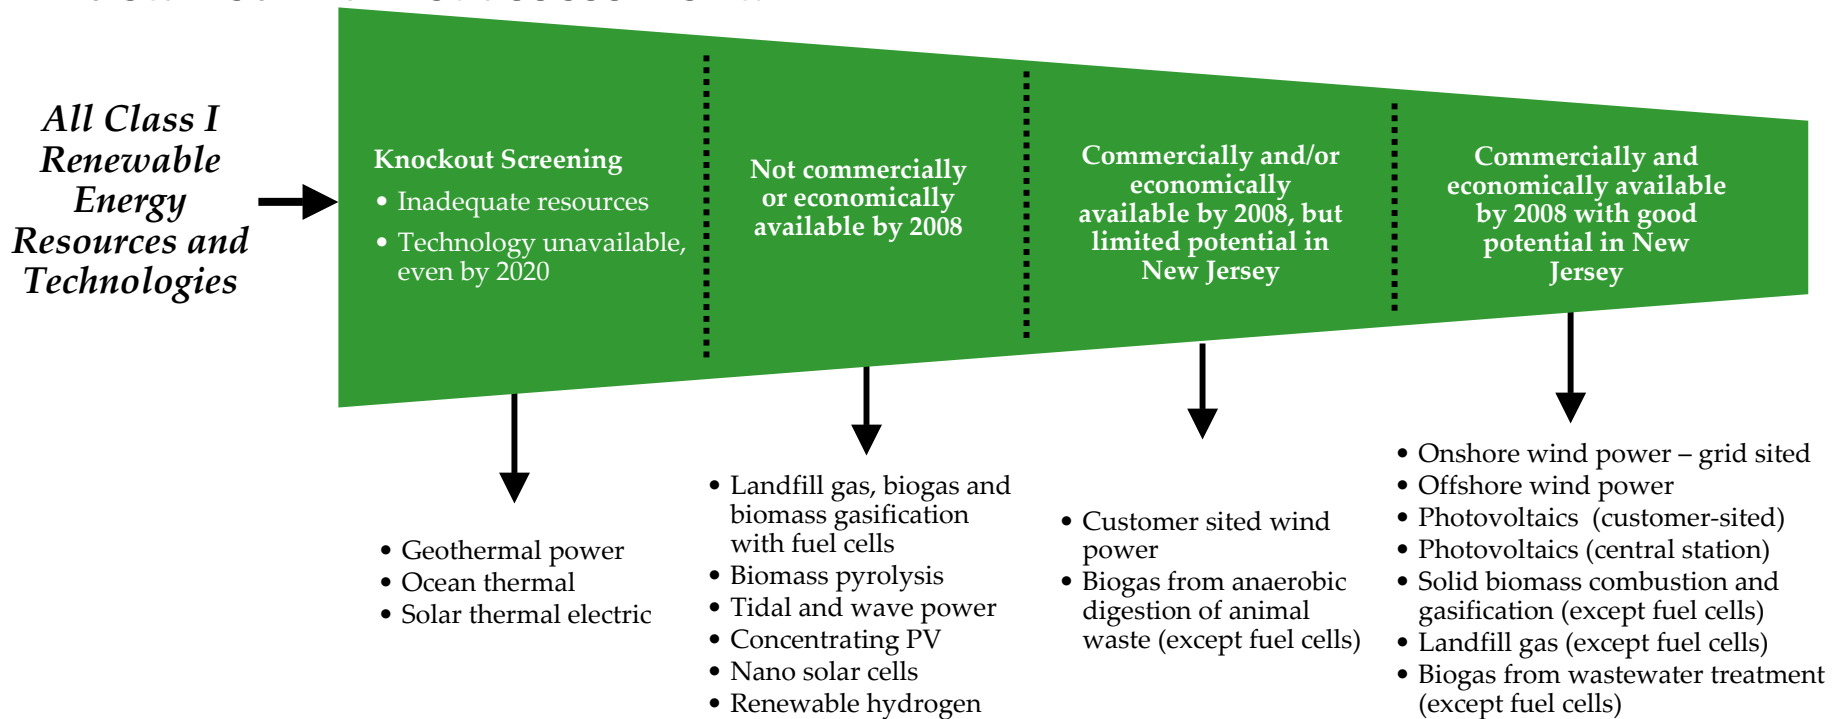 All Class I
Renewable
Energy
Resources and
Technologies
Knockout Screening
• Inadequate resources
• Technology unavailable,
even by 2020
Not commercially
or economically
available by 2008
Commercially and/or
economically
available by 2008, but
limited potential in
New Jersey
Commercially and
economically available
by 2008 with good
potential in New
Jersey
• Geothermal power
• Ocean thermal
• Solar thermal electric
• Landfill gas, biogas and
biomass gasification
with fuel cells
• Biomass pyrolysis
• Tidal and wave power
• Concentrating PV
• Nano solar cells
• Renewable hydrogen
• Customer sited wind
power
• Biogas from anaerobic
digestion of animal
waste (except fuel cells)
• Onshore wind power – grid sited
• Offshore wind power
• Photovoltaics (customer-sited)
• Photovoltaics (central station)
• Solid biomass combustion and
gasification (except fuel cells)
• Landfill gas (except fuel cells)
• Biogas from wastewater treatment
(except fuel cells)